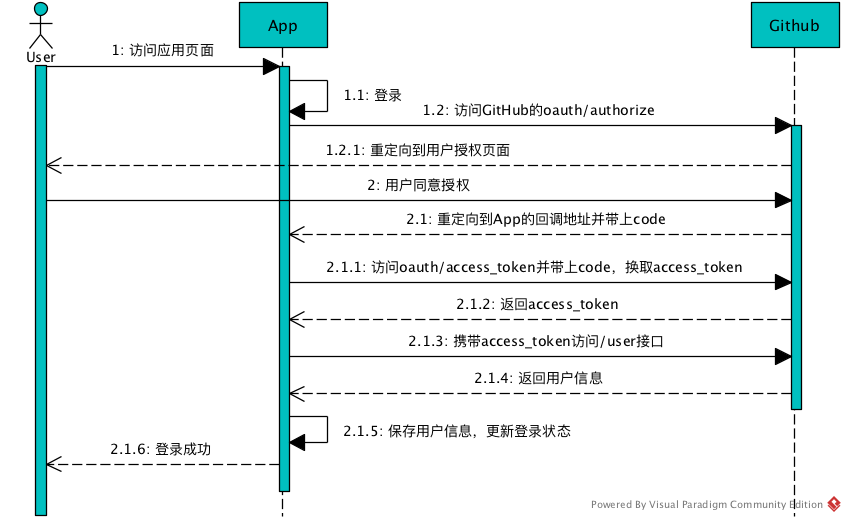 App
Github
User
1: 访问应用页面
1.1: 登录
1.2: 访问GitHub的oauth/authorize
1.2.1: 重定向到用户授权页面
2: 用户同意授权
2.1: 重定向到App的回调地址并带上code
2.1.1: 访问oauth/access_token并带上code，换取access_token
2.1.2: 返回access_token
2.1.3: 携带access_token访问/user接口
2.1.4: 返回用户信息
2.1.5: 保存用户信息，更新登录状态
2.1.6: 登录成功
Powered By Visual Paradigm Community Edition